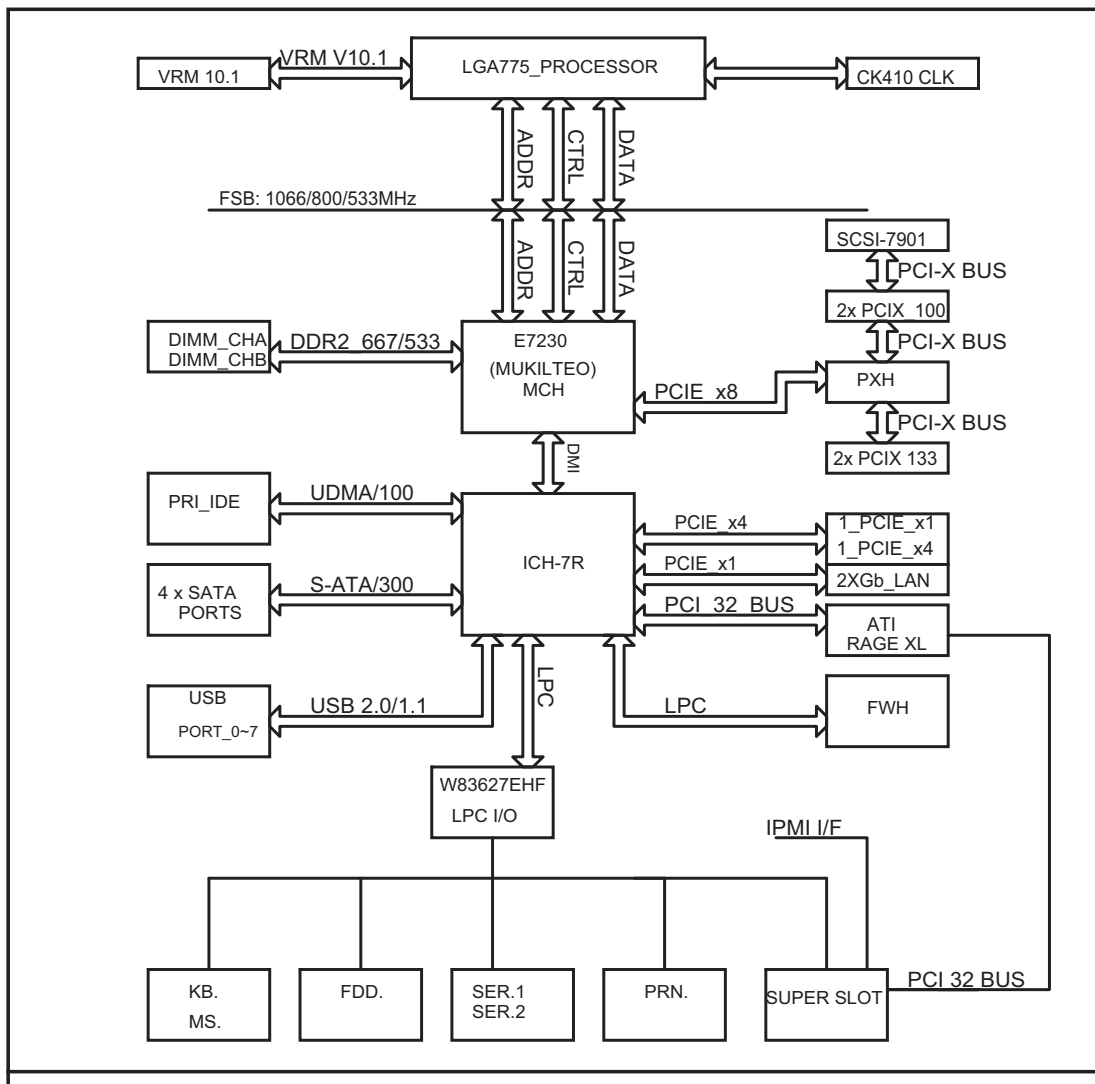 VRM 10.1
VRM V10.1
LGA775_PROCESSOR
CK410 CLK
ADDR
CTRL
DATA
FSB: 1066/800/533MHz
ADDR
CTRL
DATA
SCSI-7901
PCI-X BUS
2x PCIX_100
PCI-X BUS
PXH
PCI-X BUS
2x PCIX 133
DIMM_CHA
DIMM_CHB
DDR2_667/533
E7230
(MUKILTEO)
MCH
PCIE_x8
DMI
PRI_IDE
UDMA/100
ICH-7R
PCIE_x4
1_PCIE_x1
1_PCIE_x4
PCIE_x1
2XGb_LAN
4 x SATA
PORTS
S-ATA/300
PCI_32_BUS
ATI
RAGE XL
USB
PORT_0~7
USB 2.0/1.1
LPC
LPC
FWH
W83627EHF
LPC I/O
IPMI I/F
KB.
MS.
FDD.
SER.1
SER.2
PRN.
SUPER SLOT
PCI 32 BUS